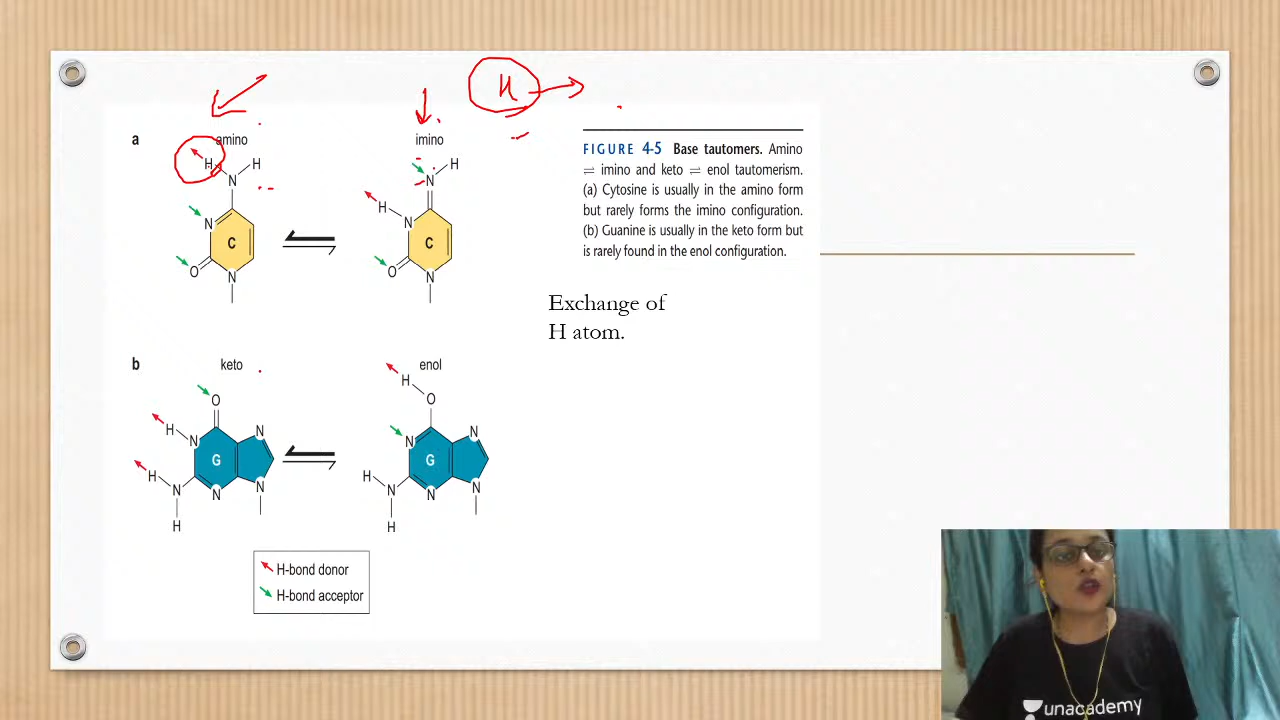 H
a
amino
imino
H
H
N
N
O
N
C
H
H
N
N
O
N
C
FIGURE 4-5 Base tautomers. Amino
⇌ imino and keto ⇌ enol tautomerism.
(a) Cytosine is usually in the amino form
but rarely forms the imino configuration.
(b) Guanine is usually in the keto form but
is rarely found in the enol configuration.
Exchange of
H atom.
b
keto
enol
O
H
N
N
G
H
N
N
N
H
H
O
N
N
G
H
N
N
N
H
H-bond donor
H-bond acceptor
unacademy